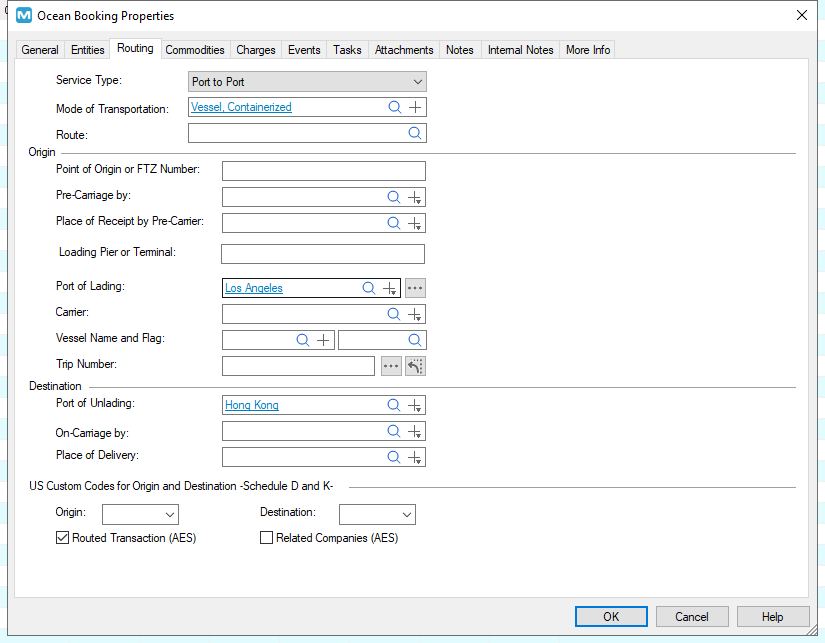 Ocean Booking Properties
General Entities Routing Commodities Charges Events Tasks Attachments Notes Internal Notes More Info
Service Type: Port to Port
Mode of Transportation: Vessel, Containerized
Route:
Origin
Point of Origin or FTZ Number:
Pre-Carriage by:
Place of Receipt by Pre-Carrier:
Loading Pier or Terminal:
Port of Lading: Los Angeles
Carrier:
Vessel Name and Flag:
Trip Number:
Destination
Port of Unlading: Hong Kong
On-Carriage by:
Place of Delivery:
US Custom Codes for Origin and Destination -Schedule D and K-
Origin: Destination:
Routed Transaction (AES) Related Companies (AES)
OK Cancel Help